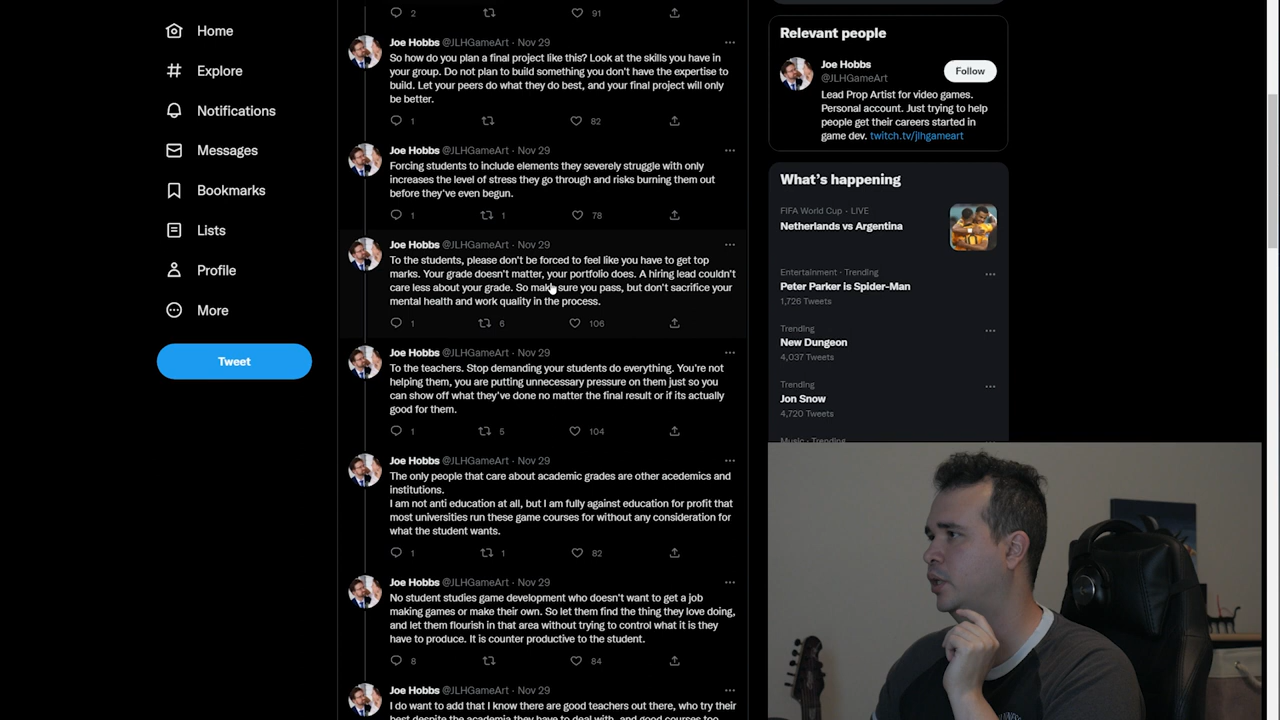 Home
Explore
Notifications
Messages
Bookmarks
Lists
Profile
More
Tweet
2
91
Joe Hobbs @JLHGameArt · Nov 29
So how do you plan a final project like this? Look at the skills you have in
your group. Do not plan to build something you don't have the expertise to
build. Let your peers do what they do best, and your final project will only
be better.
1
82
Joe Hobbs @JLHGameArt · Nov 29
Forcing students to include elements they severely struggle with only
increases the level of stress they go through and risks burning them out
before they've even begun.
1
1
78
Joe Hobbs @JLHGameArt · Nov 29
To the students, please don't be forced to feel like you have to get top
marks. Your grade doesn't matter, your portfolio does. A hiring lead couldn't
care less about your grade. So make sure you pass, but don't sacrifice your
mental health and work quality in the process.
1
6
106
Joe Hobbs @JLHGameArt · Nov 29
To the teachers. Stop demanding your students do everything. You're not
helping them, you are putting unnecessary pressure on them just so you
can show off what they've done no matter the final result or if its actually
good for them.
1
5
104
Joe Hobbs @JLHGameArt · Nov 29
The only people that care about academic grades are other acedemics and
institutions.
I am not anti education at all, but I am fully against education for profit that
most universities run these game courses for without any consideration for
what the student wants.
1
1
82
Joe Hobbs @JLHGameArt · Nov 29
No student studies game development who doesn't want to get a job
making games or make their own. So let them find the thing they love doing,
and let them flourish in that area without trying to control what it is they
have to produce. It is counter productive to the student.
8
84
Joe Hobbs @JLHGameArt · Nov 29
I do want to add that I know there are good teachers out there, who try their
best despite the academia they have to deal with, and good courses too
Relevant people
Joe Hobbs
@JLHGameArt
Follow
Lead Prop Artist for video games.
Personal account. Just trying to help
people get their careers started in
game dev. twitch.tv/jlhgameart
What's happening
FIFA World Cup · LIVE
Netherlands vs Argentina
Entertainment · Trending
Peter Parker is Spider-Man
1,726 Tweets
Trending
New Dungeon
4,037 Tweets
Trending
Jon Snow
4,720 Tweets
Music · Trending